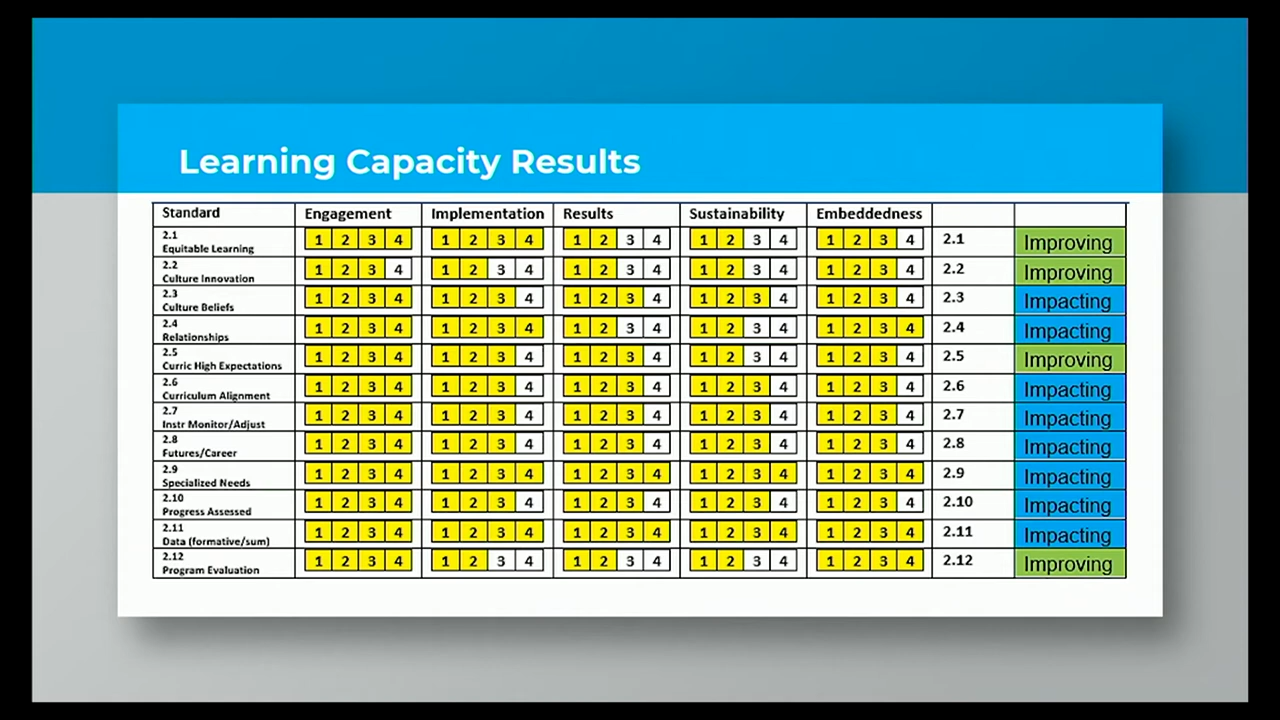 Learning Capacity Results
Standard Engagement Implementation Results Sustainability Embeddedness
2.1 1 2 3 4 1 2 3 4 1 2 3 4 1 2 3 4 1 2 3 4 2.1 Improving
Equitable Learning
2.2 1 2 3 4 1 2 3 4 1 2 3 4 1 2 3 4 1 2 3 4 2.2 Improving
Culture Innovation
2.3 1 2 3 4 1 2 3 4 1 2 3 4 1 2 3 4 1 2 3 4 2.3 Impacting
Culture Beliefs
2.4 1 2 3 4 1 2 3 4 1 2 3 4 1 2 3 4 1 2 3 4 2.4 Impacting
Relationships
2.5 1 2 3 4 1 2 3 4 1 2 3 4 1 2 3 4 1 2 3 4 2.5 Improving
Curric High Expectations
2.6 1 2 3 4 1 2 3 4 1 2 3 4 1 2 3 4 1 2 3 4 2.6 Impacting
Curriculum Alignment
2.7 1 2 3 4 1 2 3 4 1 2 3 4 1 2 3 4 1 2 3 4 2.7 Impacting
Instr Monitor/Adjust
2.8 1 2 3 4 1 2 3 4 1 2 3 4 1 2 3 4 1 2 3 4 2.8 Impacting
Futures/Career
2.9 1 2 3 4 1 2 3 4 1 2 3 4 1 2 3 4 1 2 3 4 2.9 Impacting
Specialized Needs
2.10 1 2 3 4 1 2 3 4 1 2 3 4 1 2 3 4 1 2 3 4 2.10 Impacting
Progress Assessed
2.11 1 2 3 4 1 2 3 4 1 2 3 4 1 2 3 4 1 2 3 4 2.11 Impacting
Data (formative/sum)
2.12 1 2 3 4 1 2 3 4 1 2 3 4 1 2 3 4 1 2 3 4 2.12 Improving
Program Evaluation